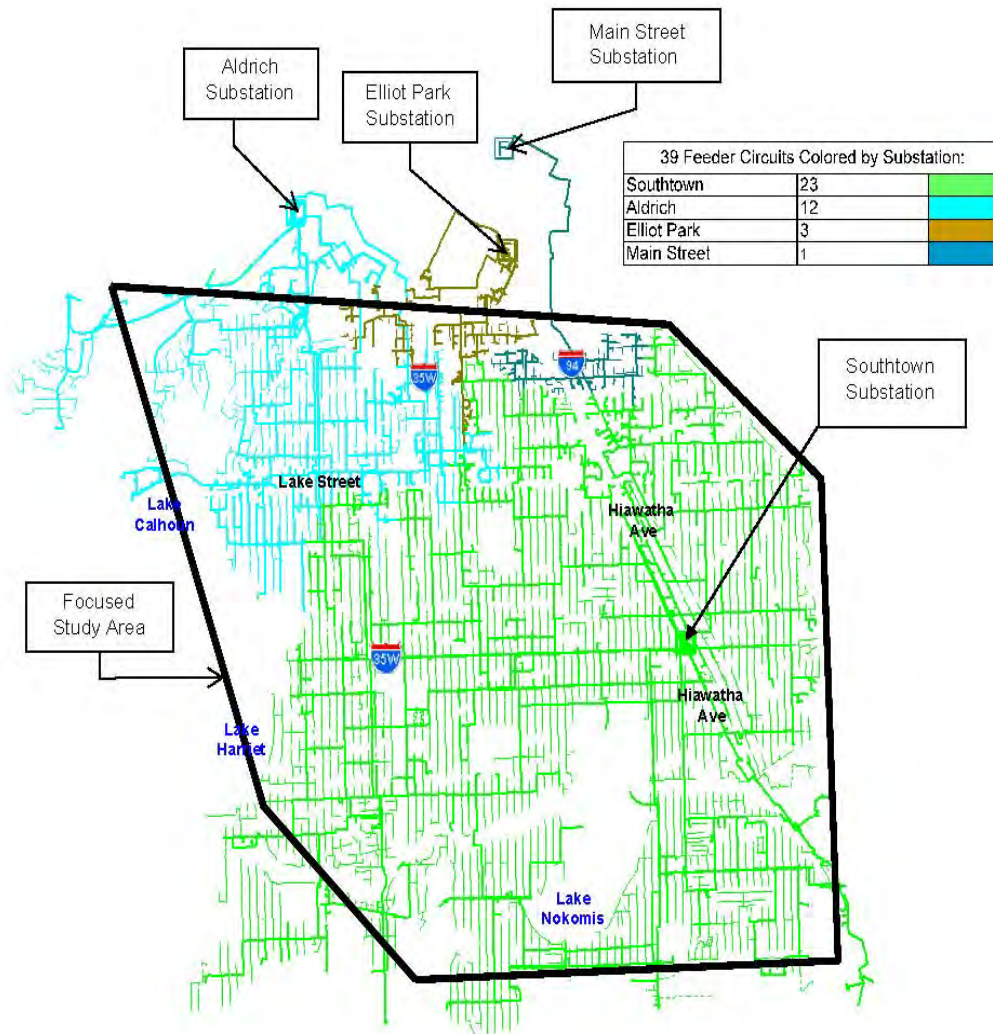 Main Street
Substation
Aldrich
Substation
Elliot Park
Substation
39 Feeder Circuits Colored by Substation:
Southtown 23
Aldrich 12
Elliot Park 3
Main Street 1
Southtown
Substation
35W
94
Lake Street
Lake
Calhoun
Hiawatha
Ave
Focused
Study Area
35W
Hiawatha
Ave
Lake
Harriet
Lake
Nokomis